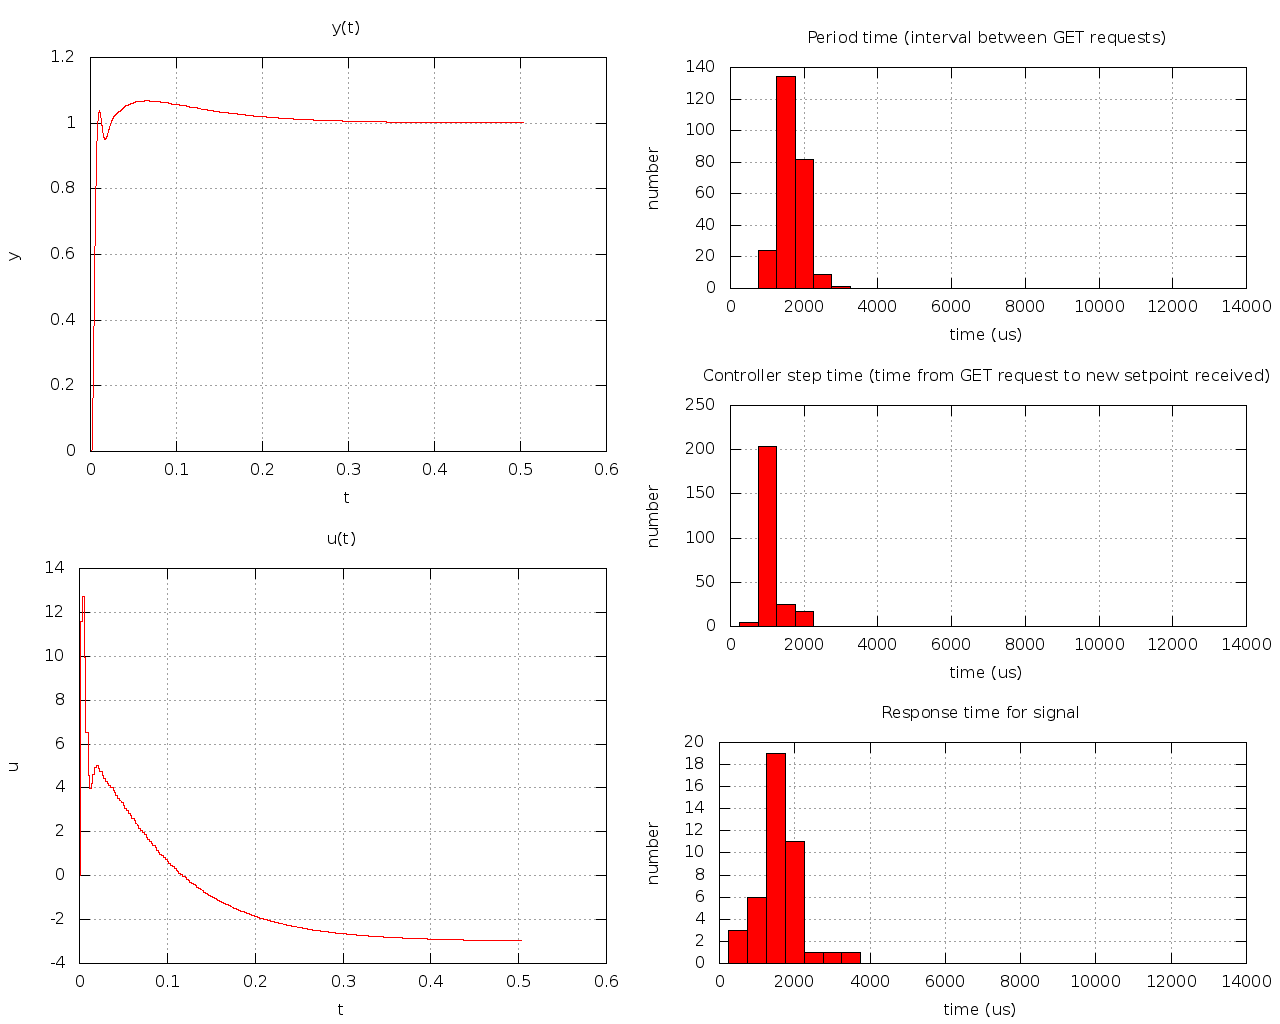 y(t)
1.2
1
0.8
0.6
0.4
0.2
0
y
0 0.1 0.2 0.3 0.4 0.5 0.6
t
u(t)
14
12
10
8
6
4
2
0
-2
-4
u
0 0.1 0.2 0.3 0.4 0.5 0.6
t
Period time (interval between GET requests)
140
120
100
80
60
40
20
0
number
0 2000 4000 6000 8000 10000 12000 14000
time (us)
Controller step time (time from GET request to new setpoint received)
250
200
150
100
50
0
number
0 2000 4000 6000 8000 10000 12000 14000
time (us)
Response time for signal
20
18
16
14
12
10
8
6
4
2
0
number
0 2000 4000 6000 8000 10000 12000 14000
time (us)